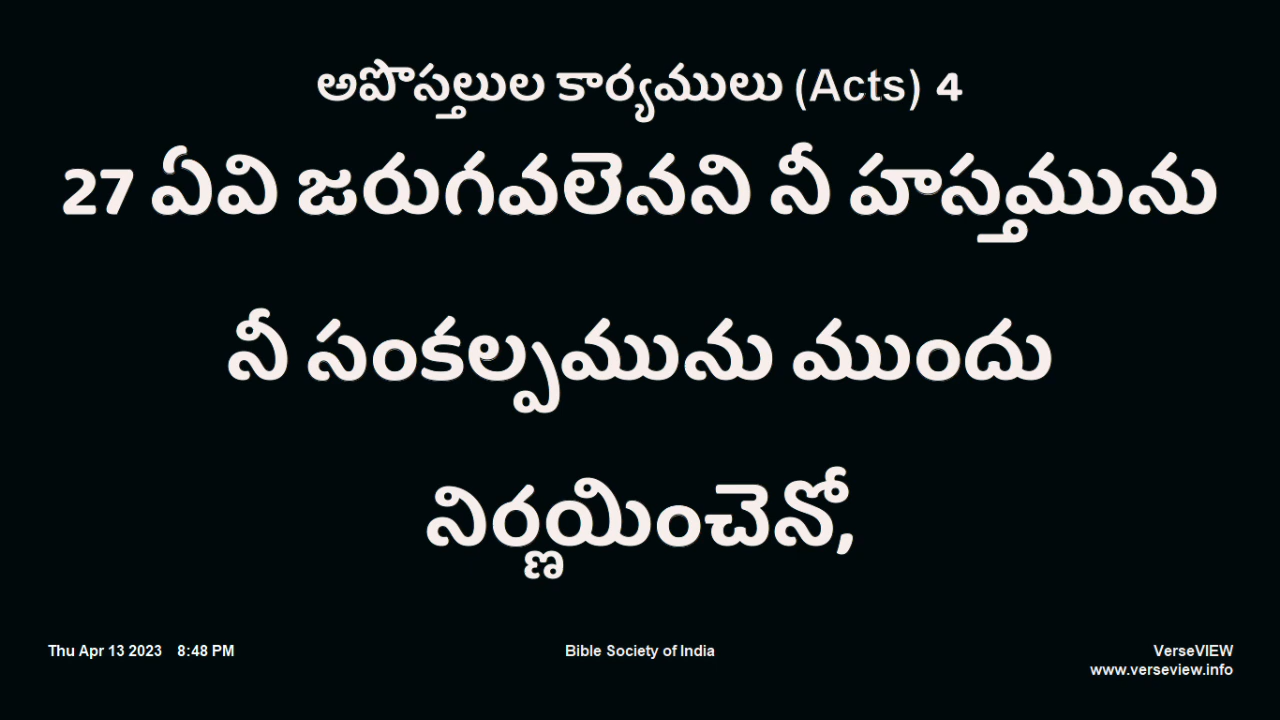 అపొస్తలుల కార్యములు (Acts) 4
27 ఏవి జరుగవలెనని నీ హస్తమును
నీ సంకల్పమును ముందు
నిర్ణయించెనో,
Thu Apr 13 2023 8:48 PM
Bible Society of India
VerseVIEW
www.verseview.info